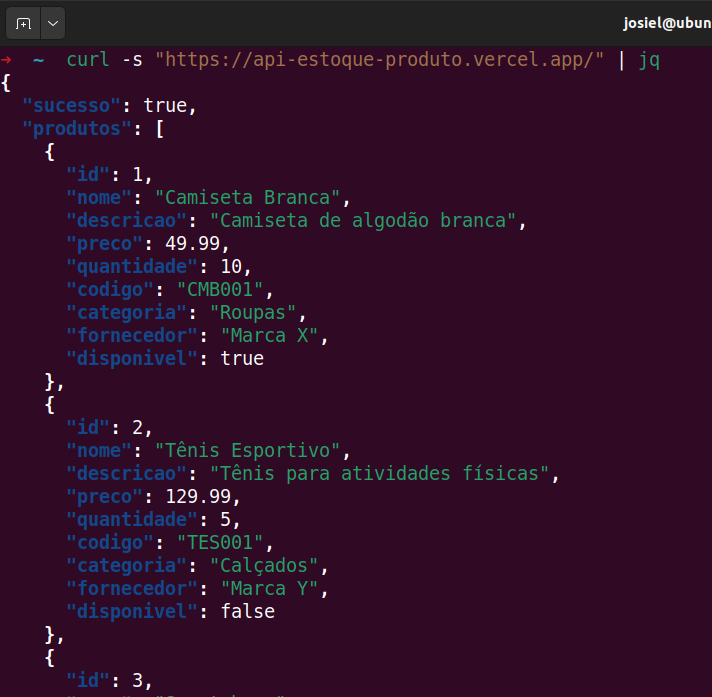 josiel@ubun
→ ~ curl -s "https://api-estoque-produto.vercel.app/" | jq
{
  "sucesso": true,
  "produtos": [
    {
      "id": 1,
      "nome": "Camiseta Branca",
      "descricao": "Camiseta de algodão branca",
      "preco": 49.99,
      "quantidade": 10,
      "codigo": "CMB001",
      "categoria": "Roupas",
      "fornecedor": "Marca X",
      "disponivel": true
    },
    {
      "id": 2,
      "nome": "Tênis Esportivo",
      "descricao": "Tênis para atividades físicas",
      "preco": 129.99,
      "quantidade": 5,
      "codigo": "TES001",
      "categoria": "Calçados",
      "fornecedor": "Marca Y",
      "disponivel": false
    },
    {
      "id": 3,